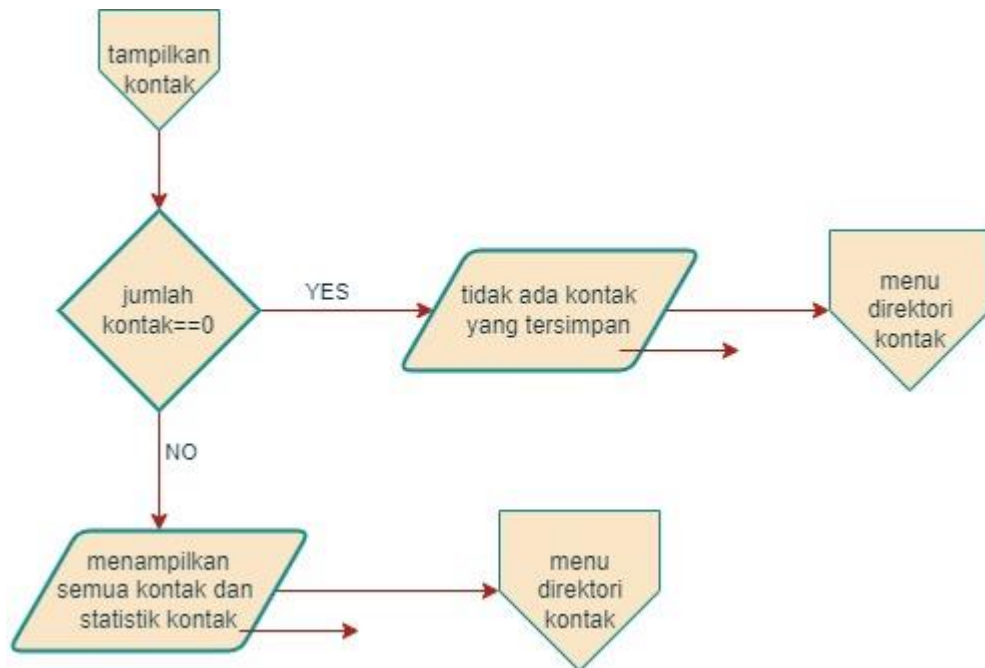 tampilkan
kontak
jumlah
kontak==0
YES
tidak ada kontak
yang tersimpan
menu
direktori
kontak
NO
menampilkan
semua kontak dan
statistik kontak
menu
direktori
kontak